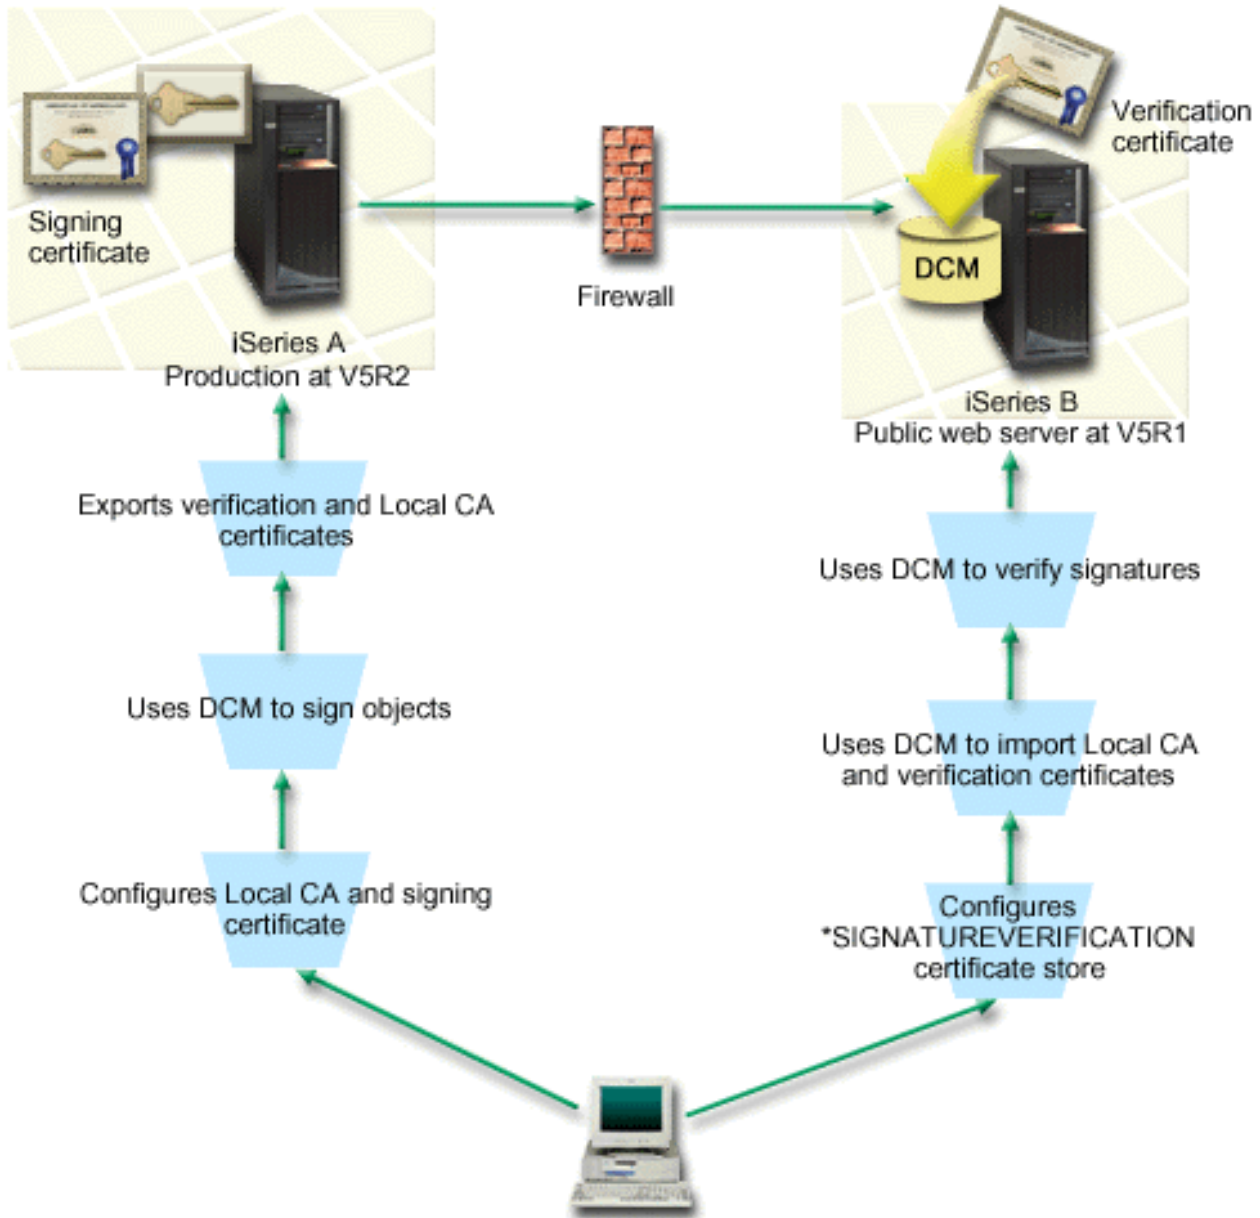 Signing
certificate
iSeries A
Production at V5R2
Firewall
Verification
certificate
DCM
iSeries B
Public web server at V5R1
Exports verification and Local CA
certificates
Uses DCM to sign objects
Configures Local CA and signing
certificate
Uses DCM to verify signatures
Uses DCM to import Local CA
and verification certificates
Configures
*SIGNATUREVERIFICATION
certificate store